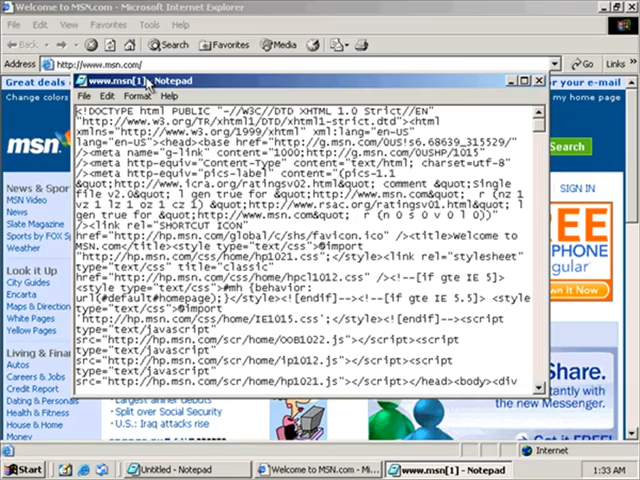 Welcome to MSN.com - Microsoft Internet Explorer
File Edit View Favorites Tools Help
Back Search Favorites Media
Address http://www.msn.com/ Go Links
Great deals
www.msn[1] - Notepad
Change colors
File Edit Format Help
<!DOCTYPE html PUBLIC "-//W3C//DTD XHTML 1.0 Strict//EN"
"http://www.w3.org/TR/xhtml1/DTD/xhtml1-strict.dtd"><html
xmlns="http://www.w3.org/1999/xhtml" xml:lang="en-US"
lang="en-US"><head><base href="http://g.msn.com/0US!s6.68639_315529/"
/><meta name="g-link" content="1000;http://g.msn.com/0USHP/1015"
/><meta http-equiv="Content-Type" content="text/html; charset=utf-8"
/><meta http-equiv="pics-label" content="(pics-1.1
&quot;http://www.icra.org/ratingsv02.html&quot; comment &quot;Single
file v2.0&quot; l gen true for &quot;http://www.msn.com&quot;  r (nz 1
vz 1 lz 1 oz 1 cz 1) &quot;http://www.rsac.org/ratingsv01.html&quot; l
gen true for &quot;http://www.msn.com&quot;  r (n 0 s 0 v 0 l 0))"
/><link rel="SHORTCUT ICON"
href="http://hp.msn.com/global/c/shs/favicon.ico" /><title>Welcome to
MSN.com</title><style type="text/css">@import
"http://hp.msn.com/css/home/hp1021.css";</style><link rel="stylesheet"
type="text/css" title="classic"
href="http://hp.msn.com/css/home/hpcl1012.css" /><!--[if gte IE 5]>
<style type="text/css">#mh {behavior:
url(#default#homepage);}</style><![endif]--><!--[if gte IE 5.5]> <style
type="text/css">@import
'http://hp.msn.com/css/home/IE1015.css';</style><![endif]--><script
type="text/javascript"
src="http://hp.msn.com/scr/home/OOB1022.js"></script><script
type="text/javascript"
src="http://hp.msn.com/scr/home/ip1013.js"></script><script
type="text/javascript"
src="http://hp.msn.com/scr/home/hp1021.js"></script></head><body><div
msn
Search
News & Spor
MSN News
Video
Slate Magazine
Sports by FOX Sp
Weather
Look it Up
City Guides
Encarta
Maps & Direction
White Pages
Yellow Pages
Living & Finan
Autos
Careers & Jobs
Credit Report
Dating & Personals
Health & Fitness
House & Home
Money
SIGN IN
FREE
PHONE
ngular
n It Now
Largest airliner debuts
Split over Social Security
U.S.: Iraq attacks rise
Share.
stantly with
the new Messenger.
Get it FREE!
Internet
Start Untitled - Notepad Welcome to MSN.com - Mi... www.msn[1] - Notepad 1:33 AM